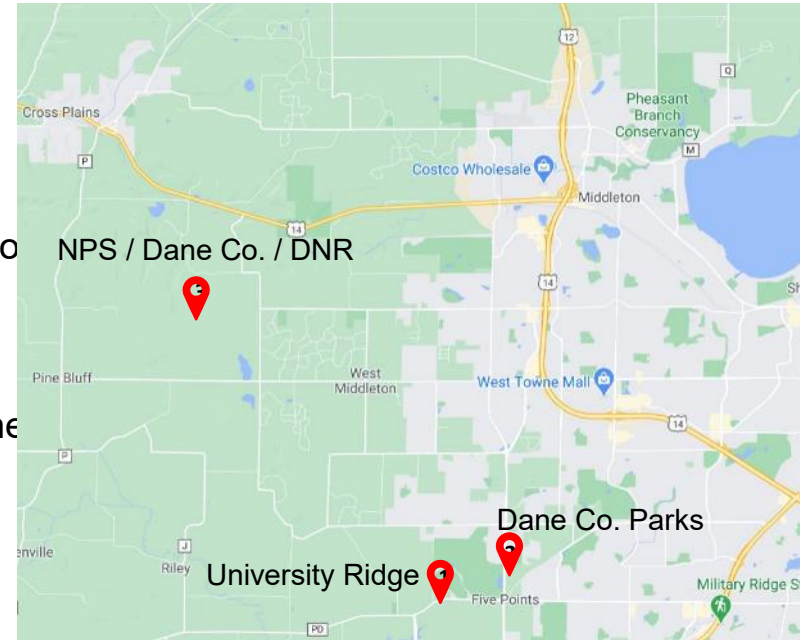 12
Q
Pheasant
Branch
Conservancy
Cross Plains
M
P
Costco Wholesale
Middleton
14
NPS / Dane Co. / DNR
14
Pine Bluff
West
Middleton
West Towne Mall
14
P
Dane Co. Parks
J
Riley
University Ridge
Five Points
Military Ridge S
PD